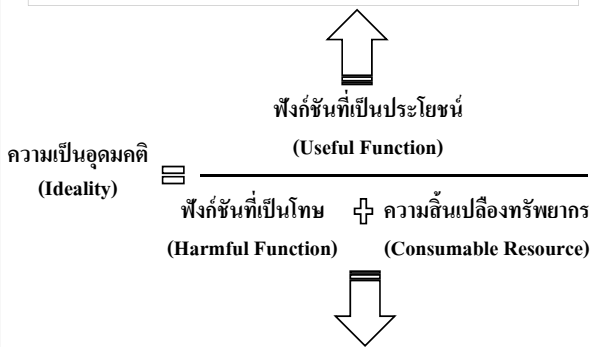 ฟังก์ชันที่เป็นประโยชน์
(Useful Function)
ความเป็นอุดมคติ
(Ideality)
=
ฟังก์ชันที่เป็นโทษ + ความสิ้นเปลืองทรัพยากร
(Harmful Function) (Consumable Resource)